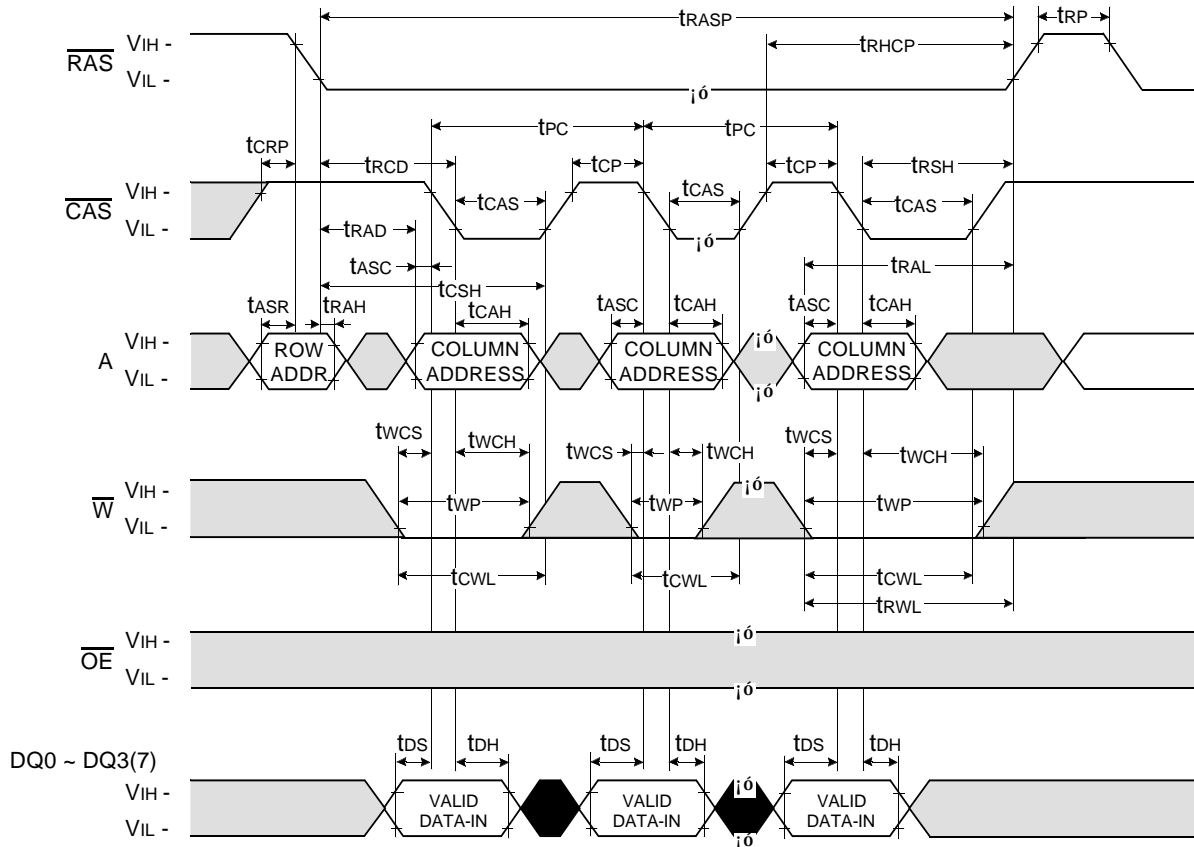 tRASP
tRP
tRHCP
VIH -
RAS
VIL -
¡ó
tPC
tPC
tCRP
tRCD
tCP
tCP
tRSH
VIH -
CAS
VIL -
tCAS
tCAS
tCAS
¡ó
tRAD
tASC
tRAL
tCSH
tASR
tRAH
tCAH
tASC
tCAH
tASC
tCAH
VIH -
A
VIL -
ROW
ADDR.
COLUMN
ADDRESS
COLUMN
ADDRESS
¡ó
¡ó
COLUMN
ADDRESS
tWCS
tWCH
tWCS
tWCH
tWCS
tWCH
VIH -
W
VIL -
tWP
tWP
¡ó
tWP
tCWL
tCWL
tCWL
tRWL
VIH -
OE
VIL -
¡ó
¡ó
DQ0 ~ DQ3(7)
tDS
tDH
tDS
tDH
tDS
tDH
VIH -
VIL -
VALID
DATA-IN
VALID
DATA-IN
¡ó
¡ó
VALID
DATA-IN